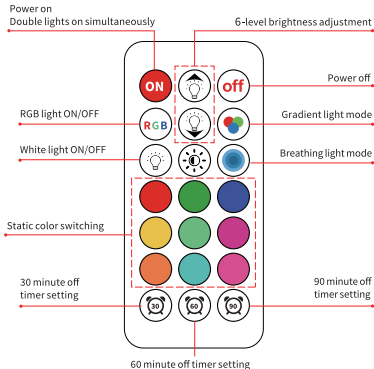 Power on
Double lights on simultaneously
6-level brightness adjustment
ON
off
Power off
RGB light ON/OFF
RGB
Gradient light mode
White light ON/OFF
Breathing light mode
Static color switching
30 minute off
timer setting
90 minute off
timer setting
30
60
90
60 minute off timer setting